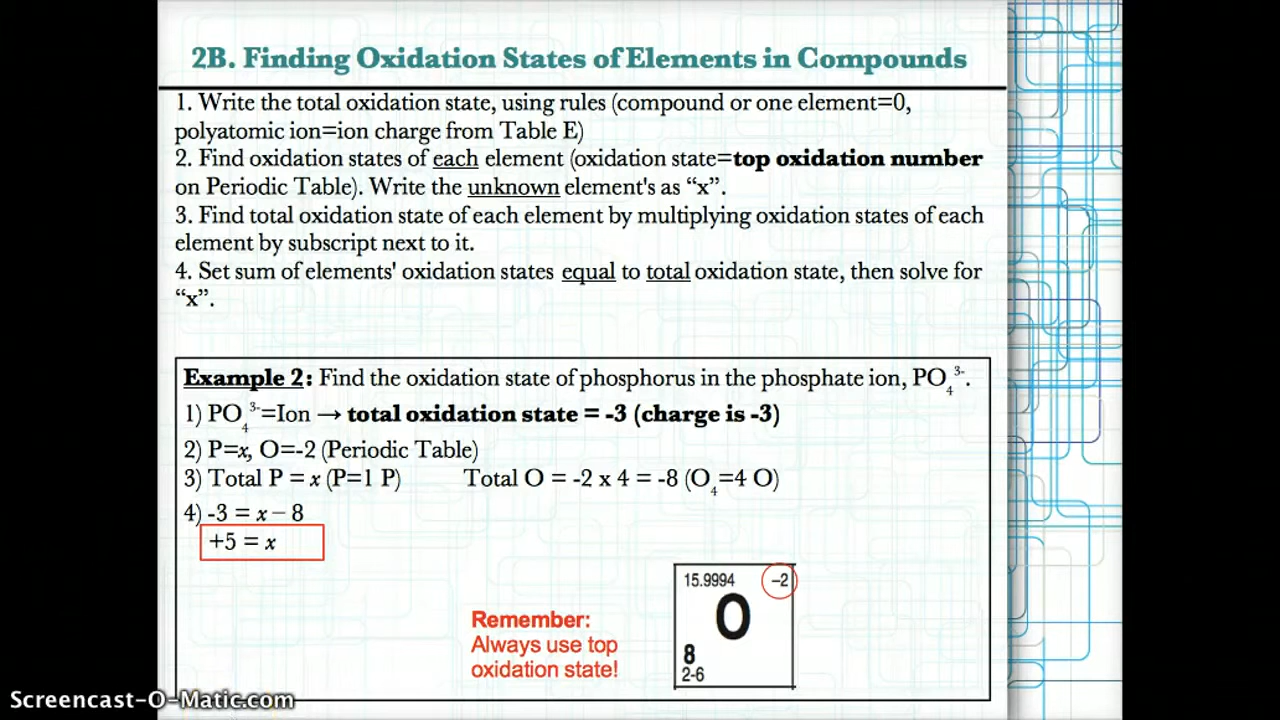 2B. Finding Oxidation States of Elements in Compounds
1. Write the total oxidation state, using rules (compound or one element=0,
polyatomic ion=ion charge from Table E)
2. Find oxidation states of each element (oxidation state=top oxidation number
on Periodic Table). Write the unknown element's as “x”.
3. Find total oxidation state of each element by multiplying oxidation states of each
element by subscript next to it.
4. Set sum of elements' oxidation states equal to total oxidation state, then solve for
“x”.
Example 2: Find the oxidation state of phosphorus in the phosphate ion, PO₄³⁻.
1) PO₄³⁻=Ion → total oxidation state = -3 (charge is -3)
2) P=x, O=-2 (Periodic Table)
3) Total P = x (P=1 P) Total O = -2 x 4 = -8 (O₄=4 O)
4) -3 = x – 8
+5 = x
Remember:
Always use top
oxidation state!
15.9994 −2
O
8
2-6
Screencast-O-Matic.com